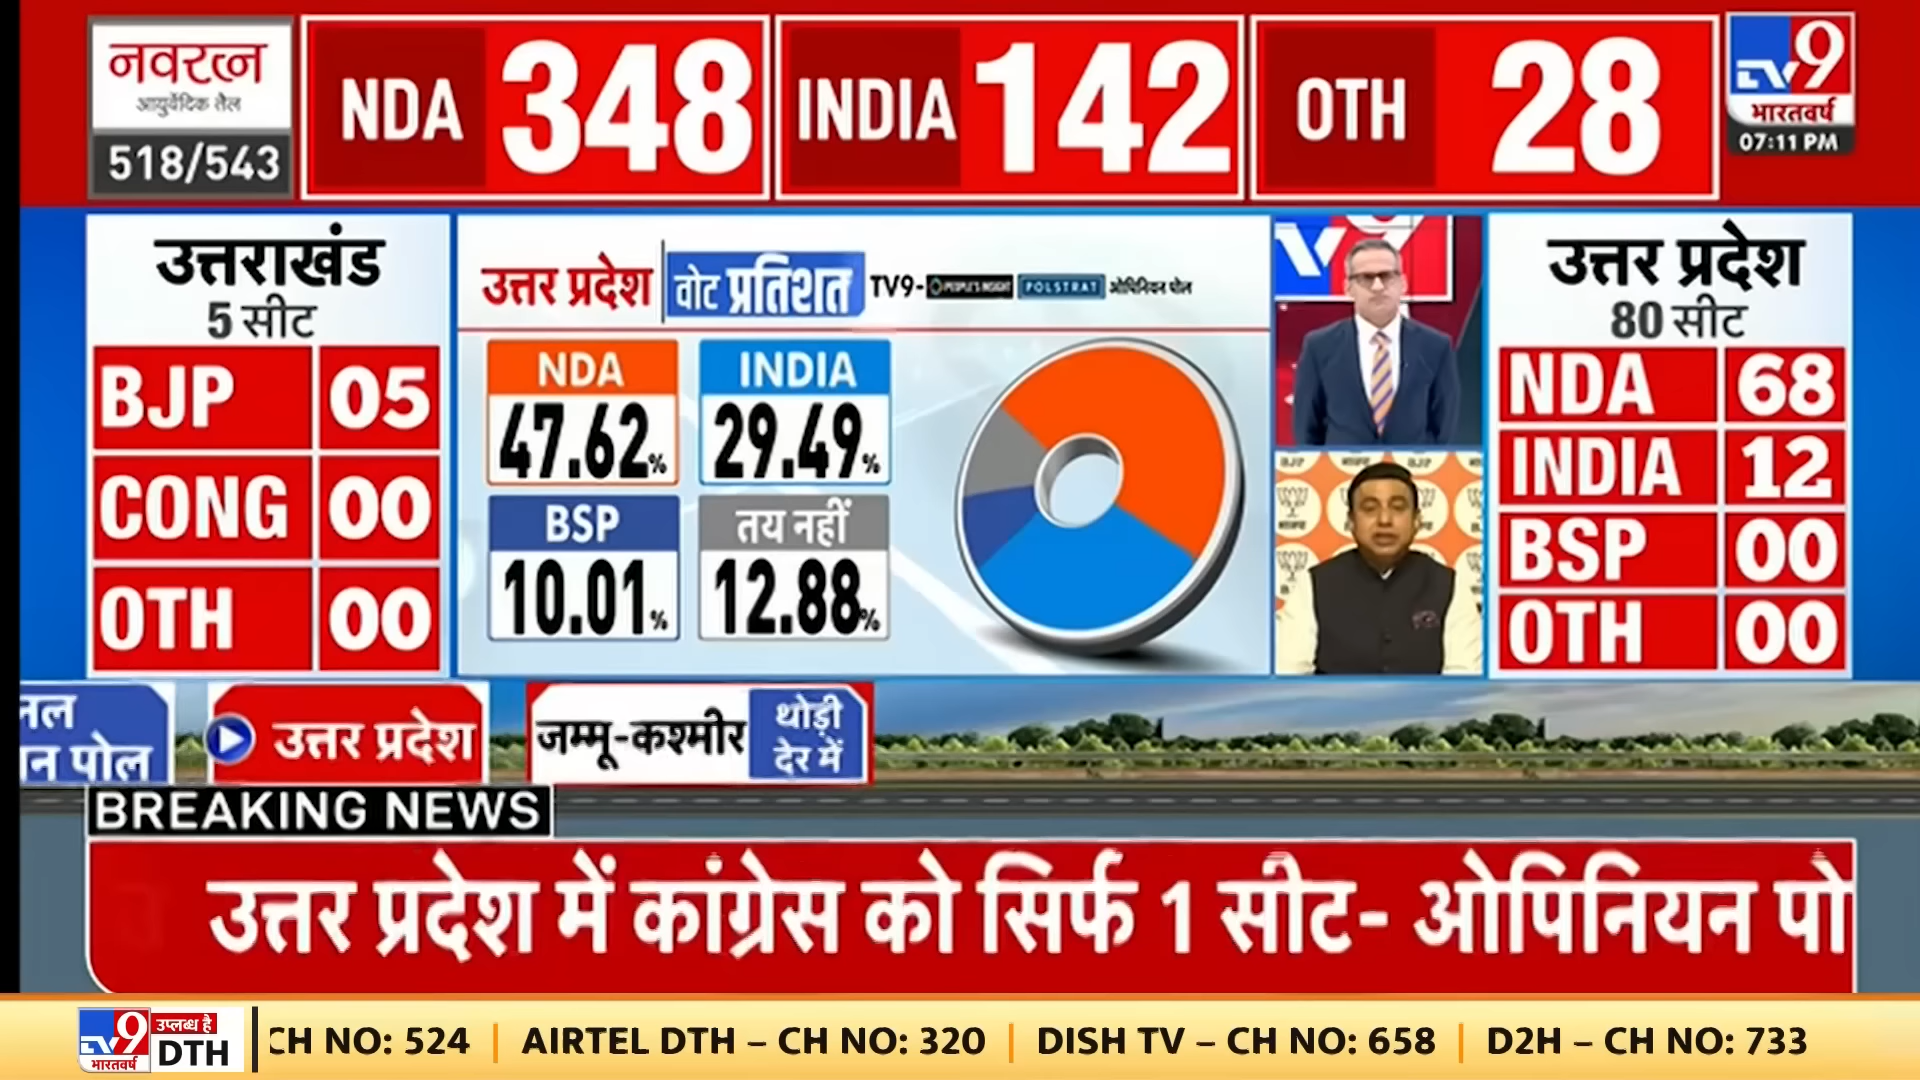 नवरत्न
आयुर्वेदिक तेल
518/543
NDA 348
INDIA 142
OTH 28
TV9
भारतवर्ष
07:11 PM
उत्तराखंड
5 सीट
BJP 05
CONG 00
OTH 00
उत्तर प्रदेश वोट प्रतिशत TV9-PEOPLE'S INSIGHT POLSTRAT ओपिनियन पोल
NDA
47.62%
INDIA
29.49%
BSP
10.01%
तय नहीं
12.88%
उत्तर प्रदेश
80 सीट
NDA 68
INDIA 12
BSP 00
OTH 00
न पोल
उत्तर प्रदेश
जम्मू-कश्मीर
थोड़ी
देर में
BREAKING NEWS
उत्तर प्रदेश में कांग्रेस को सिर्फ 1 सीट- ओपिनियन पो
TV9
भारतवर्ष
उप्लब्ध है
DTH
CH NO: 524 | AIRTEL DTH – CH NO: 320 | DISH TV – CH NO: 658 | D2H – CH NO: 733